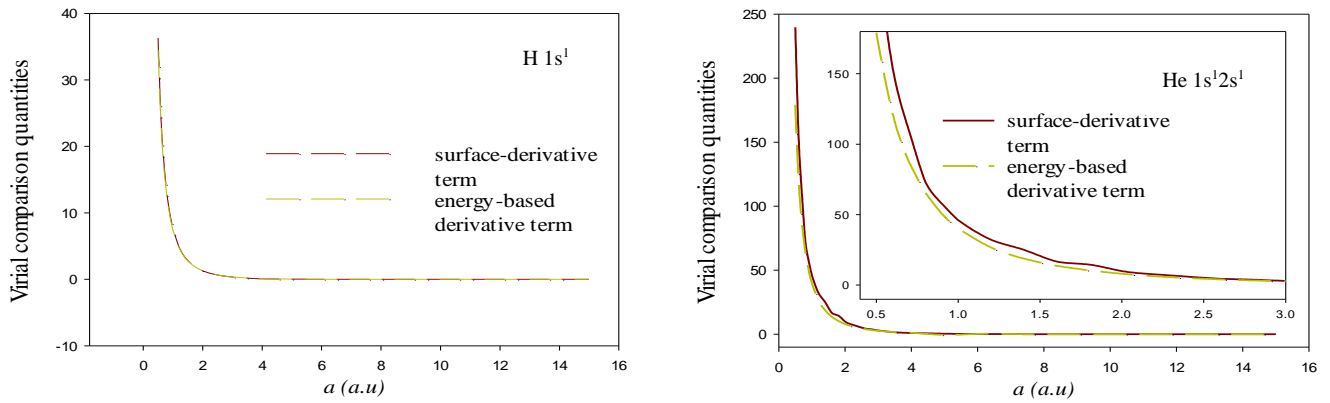 40
30
20
10
0
-10
Virial comparison quantities
H 1s¹
surface-derivative
term
energy-based
derivative term
0 2 4 6 8 10 12 14 16
a (a.u)
250
200
150
100
50
0
Virial comparison quantities
150
100
50
0
0.5 1.0 1.5 2.0 2.5 3.0
He 1s¹2s¹
surface-derivative
term
energy-based
derivative term
0 2 4 6 8 10 12 14 16
a (a.u)